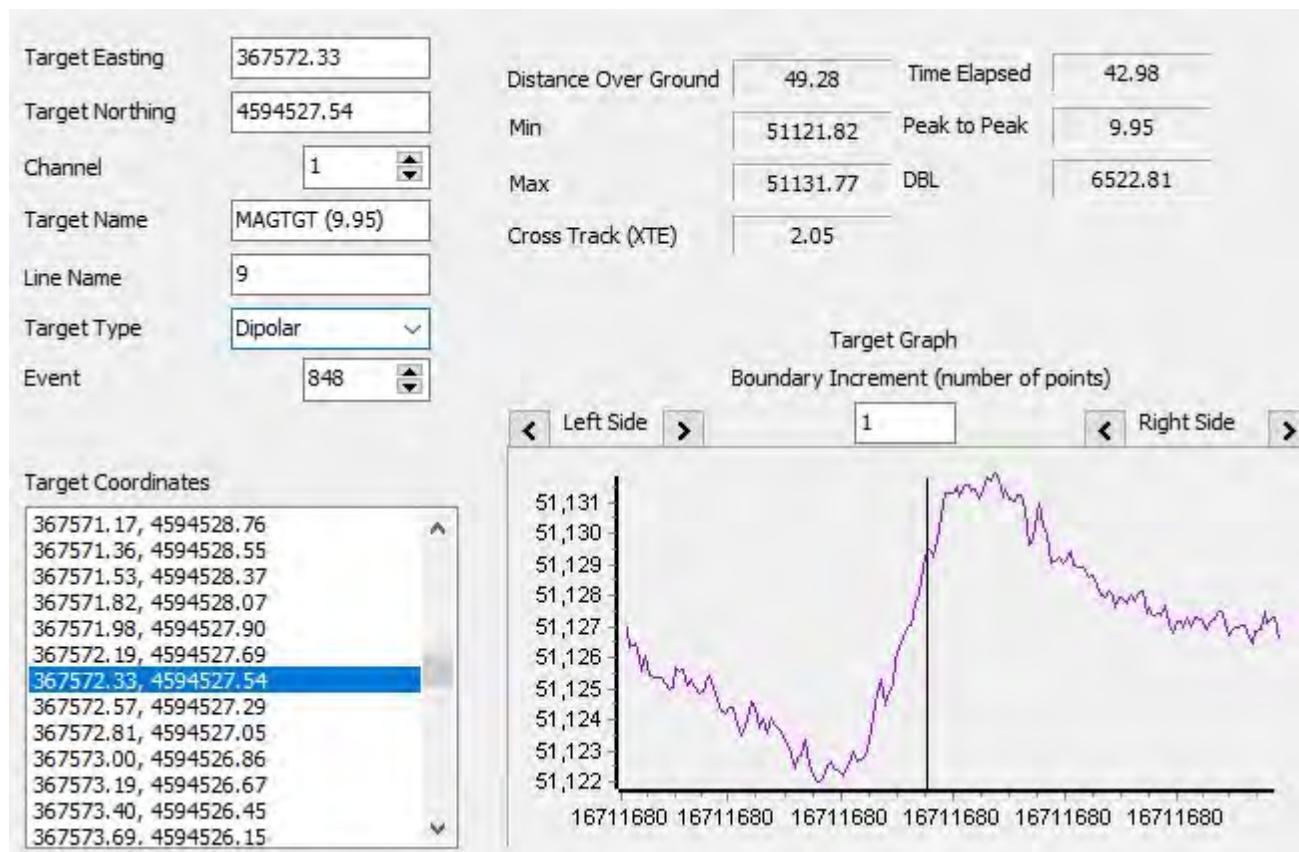 Target Easting 367572.33
Target Northing 4594527.54
Channel 1
Target Name MAGTGT (9.95)
Line Name 9
Target Type Dipolar
Event 848
Distance Over Ground 49.28 Time Elapsed 42.98
Min 51121.82 Peak to Peak 9.95
Max 51131.77 DBL 6522.81
Cross Track (XTE) 2.05
Target Coordinates
367571.17, 4594528.76
367571.36, 4594528.55
367571.53, 4594528.37
367571.82, 4594528.07
367571.98, 4594527.90
367572.19, 4594527.69
367572.33, 4594527.54
367572.57, 4594527.29
367572.81, 4594527.05
367573.00, 4594526.86
367573.19, 4594526.67
367573.40, 4594526.45
367573.69, 4594526.15
Target Graph
Boundary Increment (number of points)
Left Side 1 Right Side
51,131
51,130
51,129
51,128
51,127
51,126
51,125
51,124
51,123
51,122
16711680 16711680 16711680 16711680 16711680 16711680